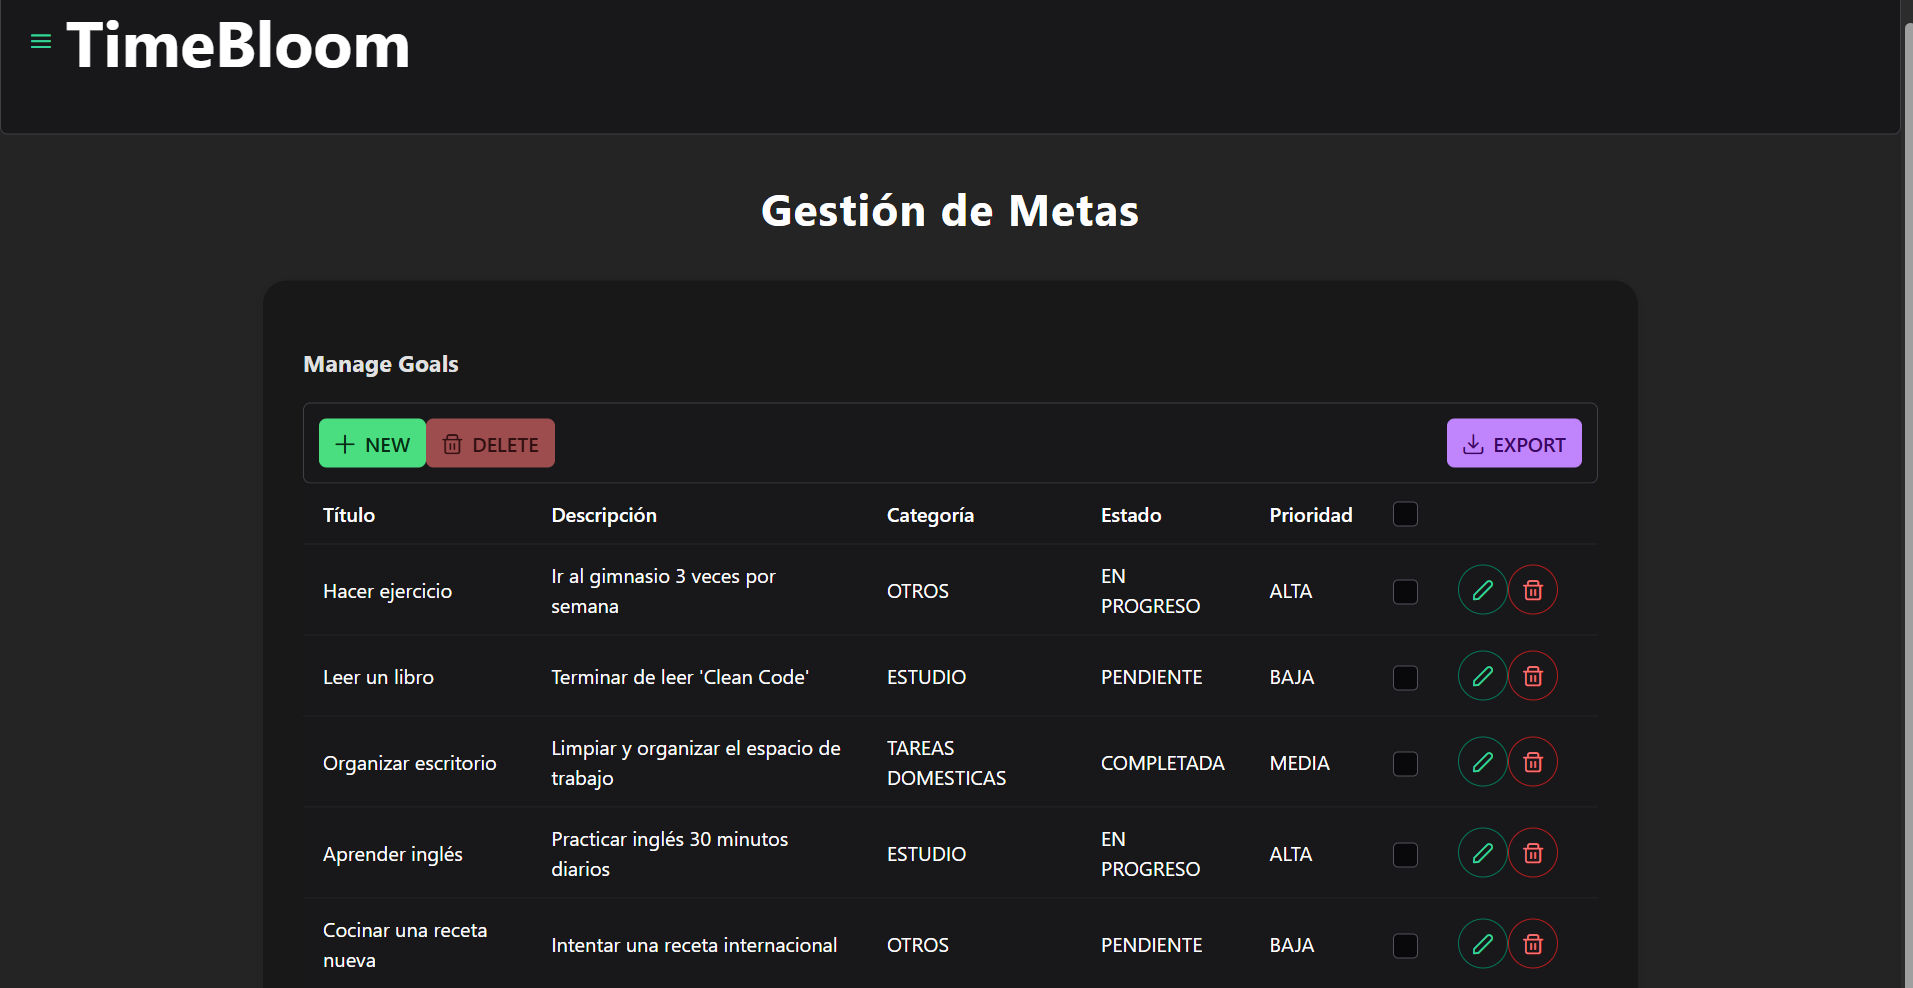 TimeBloom
Gestión de Metas
Manage Goals
NEW DELETE EXPORT
Título Descripción Categoría Estado Prioridad
Hacer ejercicio
Ir al gimnasio 3 veces por
semana
OTROS
EN
PROGRESO
ALTA
Leer un libro
Terminar de leer 'Clean Code'
ESTUDIO
PENDIENTE
BAJA
Organizar escritorio
Limpiar y organizar el espacio de
trabajo
TAREAS
DOMESTICAS
COMPLETADA
MEDIA
Aprender inglés
Practicar inglés 30 minutos
diarios
ESTUDIO
EN
PROGRESO
ALTA
Cocinar una receta
nueva
Intentar una receta internacional
OTROS
PENDIENTE
BAJA